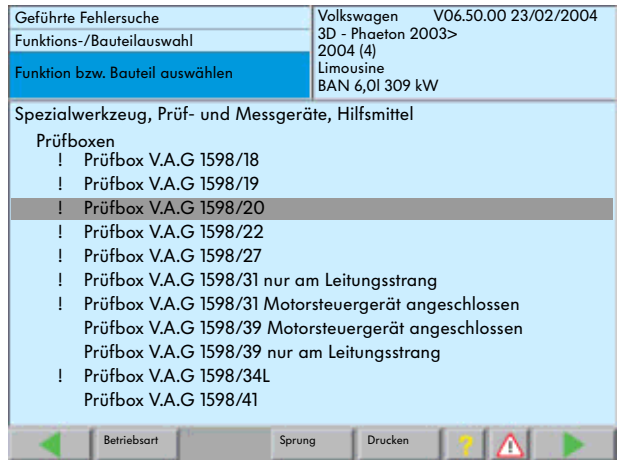 Geführte Fehlersuche
Funktions-/Bauteilauswahl
Funktion bzw. Bauteil auswählen
Volkswagen V06.50.00 23/02/2004
3D - Phaeton 2003>
2004 (4)
Limousine
BAN 6,0l 309 kW
Spezialwerkzeug, Prüf- und Messgeräte, Hilfsmittel
Prüfboxen
! Prüfbox V.A.G 1598/18
! Prüfbox V.A.G 1598/19
! Prüfbox V.A.G 1598/20
! Prüfbox V.A.G 1598/22
! Prüfbox V.A.G 1598/27
! Prüfbox V.A.G 1598/31 nur am Leitungsstrang
! Prüfbox V.A.G 1598/31 Motorsteuergerät angeschlossen
Prüfbox V.A.G 1598/39 Motorsteuergerät angeschlossen
Prüfbox V.A.G 1598/39 nur am Leitungsstrang
! Prüfbox V.A.G 1598/34L
Prüfbox V.A.G 1598/41
Betriebsart Sprung Drucken ? !